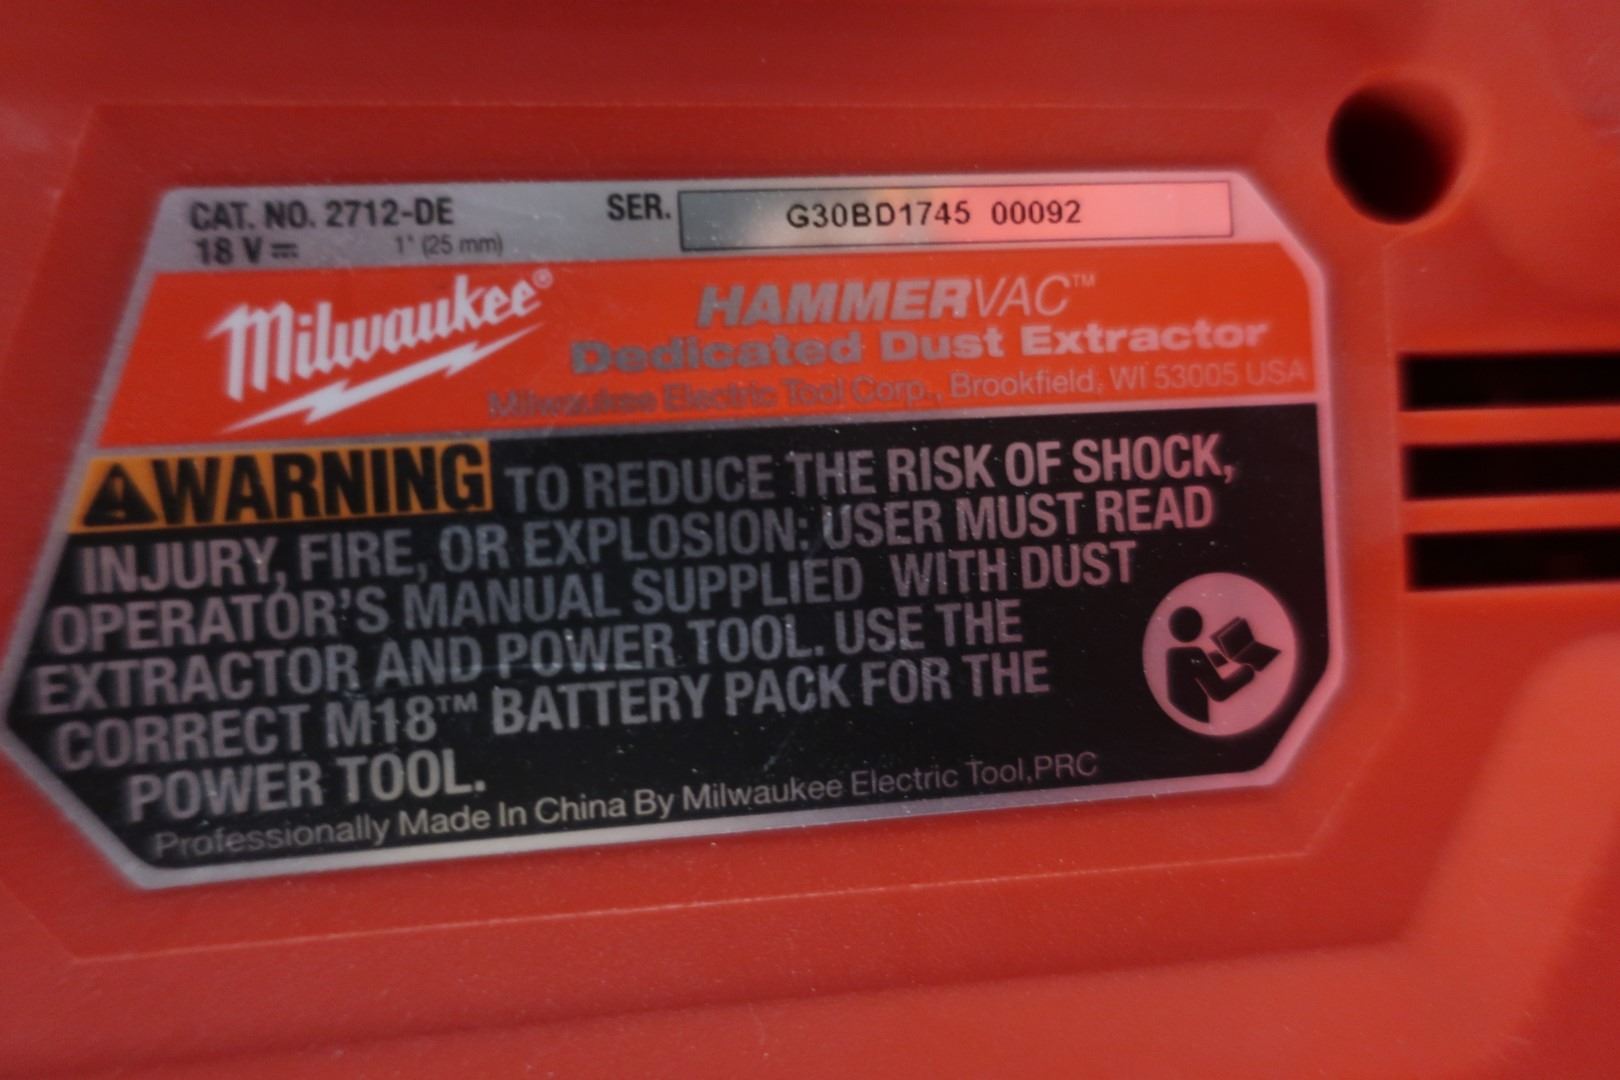 CAT. NO. 2712-DE SER. G30BD1745 00092
18 V⎓ 1" (25 mm)
Milwaukee®
HAMMERVAC™
Dedicated Dust Extractor
Milwaukee Electric Tool Corp., Brookfield, WI 53005 USA
⚠WARNING TO REDUCE THE RISK OF SHOCK,
INJURY, FIRE, OR EXPLOSION: USER MUST READ
OPERATOR'S MANUAL SUPPLIED WITH DUST
EXTRACTOR AND POWER TOOL. USE THE
CORRECT M18™ BATTERY PACK FOR THE
POWER TOOL.
Professionally Made In China By Milwaukee Electric Tool,PRC